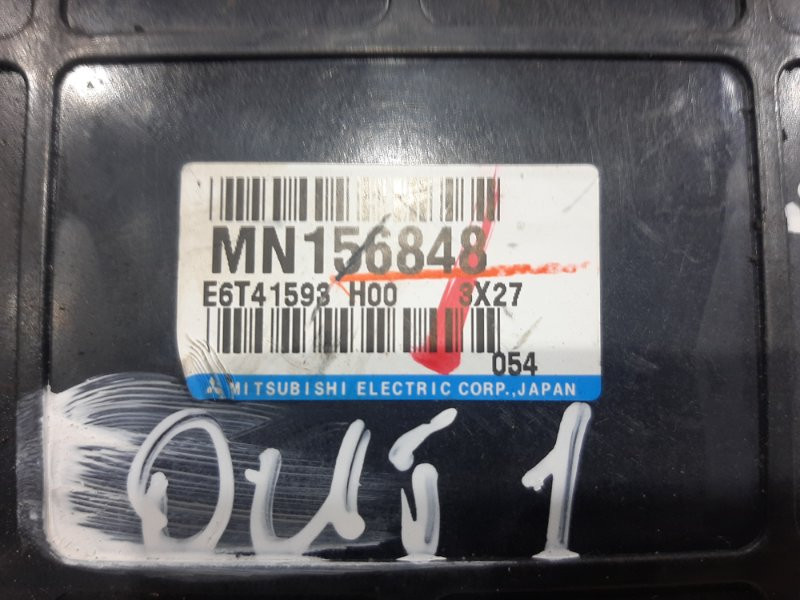 MN156848
E6T41593 H00 3X27
054
MITSUBISHI ELECTRIC CORP., JAPAN